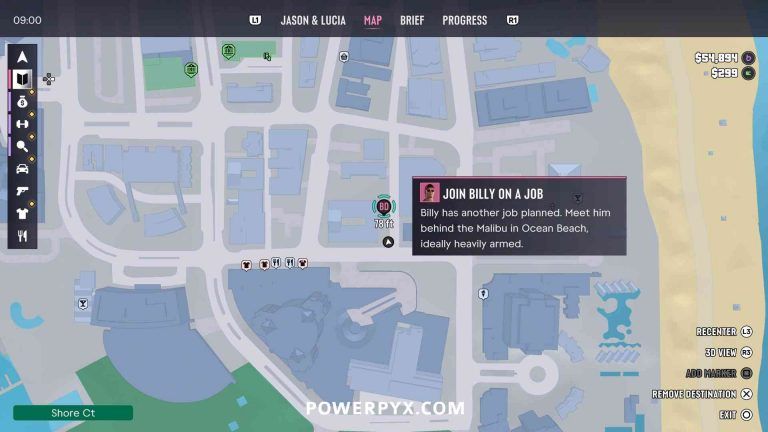 09:00
L1
JASON & LUCIA
MAP
BRIEF
PROGRESS
R1
$54,894
$299
JOIN BILLY ON A JOB
Billy has another job planned. Meet him
behind the Malibu in Ocean Beach,
ideally heavily armed.
BD
78 ft
RECENTER L3
3D VIEW R3
ADD MARKER
REMOVE DESTINATION
EXIT
Shore Ct
POWERPYX.COM